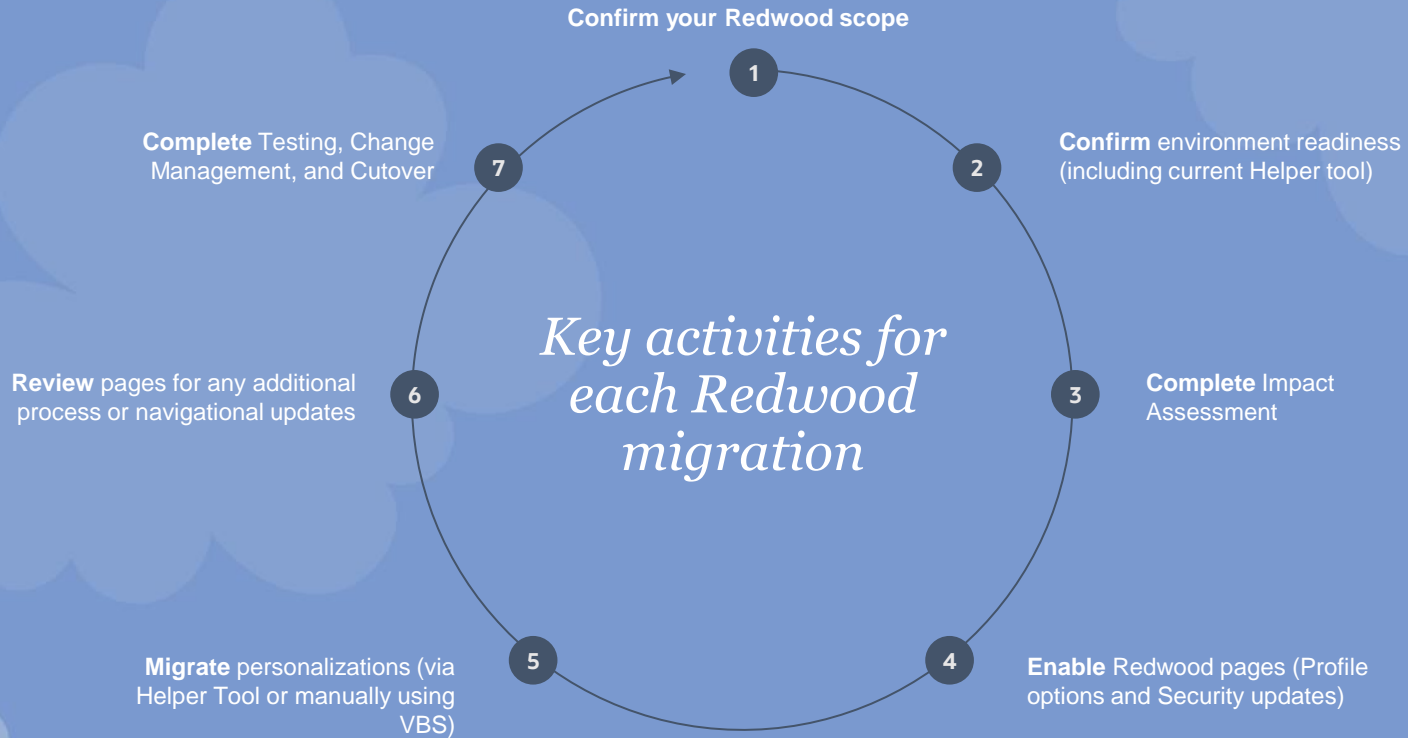 Confirm your Redwood scope
1
2
Confirm environment readiness
(including current Helper tool)
3
Complete Impact
Assessment
4
Enable Redwood pages (Profile
options and Security updates)
5
Migrate personalizations (via
Helper Tool or manually using
VBS)
6
Review pages for any additional
process or navigational updates
7
Complete Testing, Change
Management, and Cutover
Key activities for
each Redwood
migration